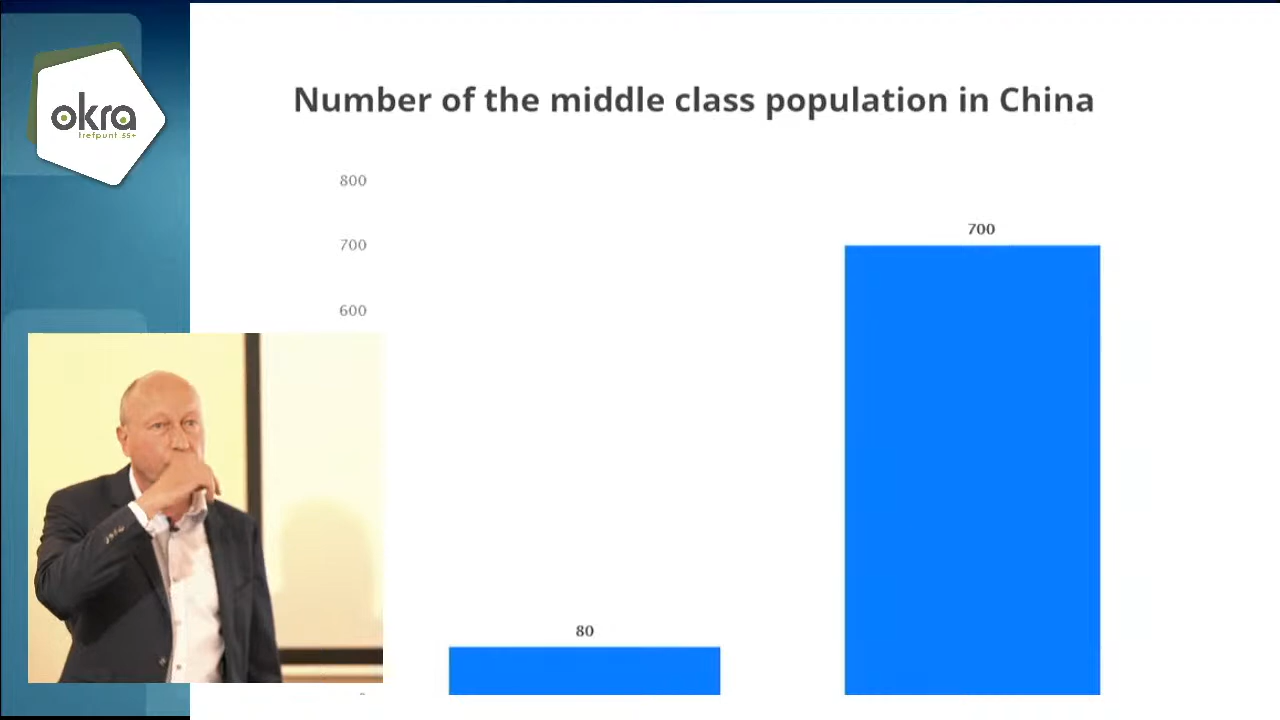 okra
trefpunt 55+
Number of the middle class population in China
800
700
700
600
80